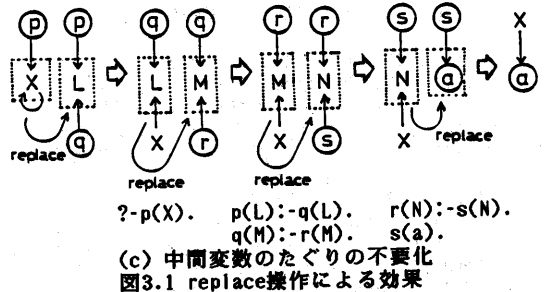 p p q q r r s s X
X L L M M N N a a
q X r X s X
replace replace replace replace
?-p(X). p(L):-q(L). r(N):-s(N).
q(M):-r(M). s(a).
(c) 中間変数のたぐりの不要化
図3.1 replace操作による効果